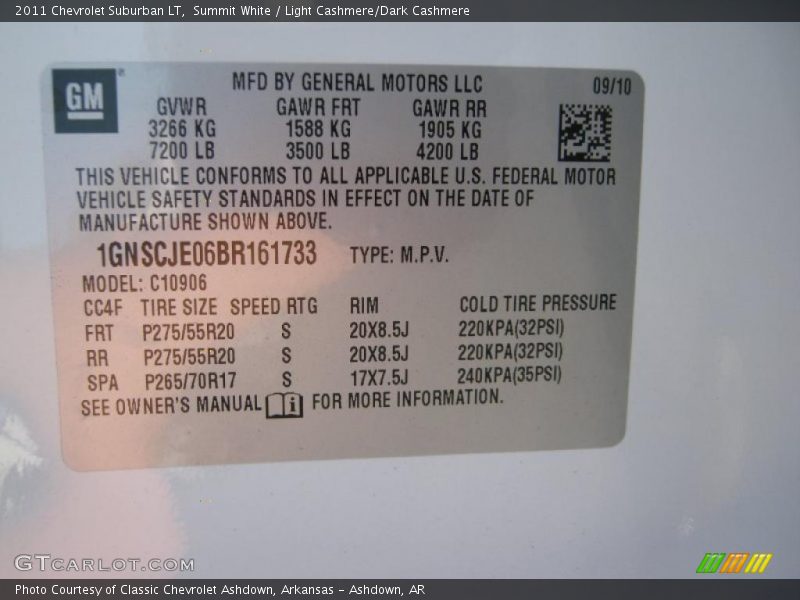 2011 Chevrolet Suburban LT,  Summit White / Light Cashmere/Dark Cashmere
GM
®
MFD BY GENERAL MOTORS LLC
09/10
GVWR GAWR FRT GAWR RR
3266 KG 1588 KG 1905 KG
7200 LB 3500 LB 4200 LB
THIS VEHICLE CONFORMS TO ALL APPLICABLE U.S. FEDERAL MOTOR
VEHICLE SAFETY STANDARDS IN EFFECT ON THE DATE OF
MANUFACTURE SHOWN ABOVE.
1GNSCJE06BR161733 TYPE: M.P.V.
MODEL: C10906
CC4F TIRE SIZE SPEED RTG RIM COLD TIRE PRESSURE
FRT P275/55R20 S 20X8.5J 220KPA(32PSI)
RR P275/55R20 S 20X8.5J 220KPA(32PSI)
SPA P265/70R17 S 17X7.5J 240KPA(35PSI)
SEE OWNER'S MANUAL i FOR MORE INFORMATION.
GTCARLOT.COM
Photo Courtesy of Classic Chevrolet Ashdown, Arkansas - Ashdown, AR